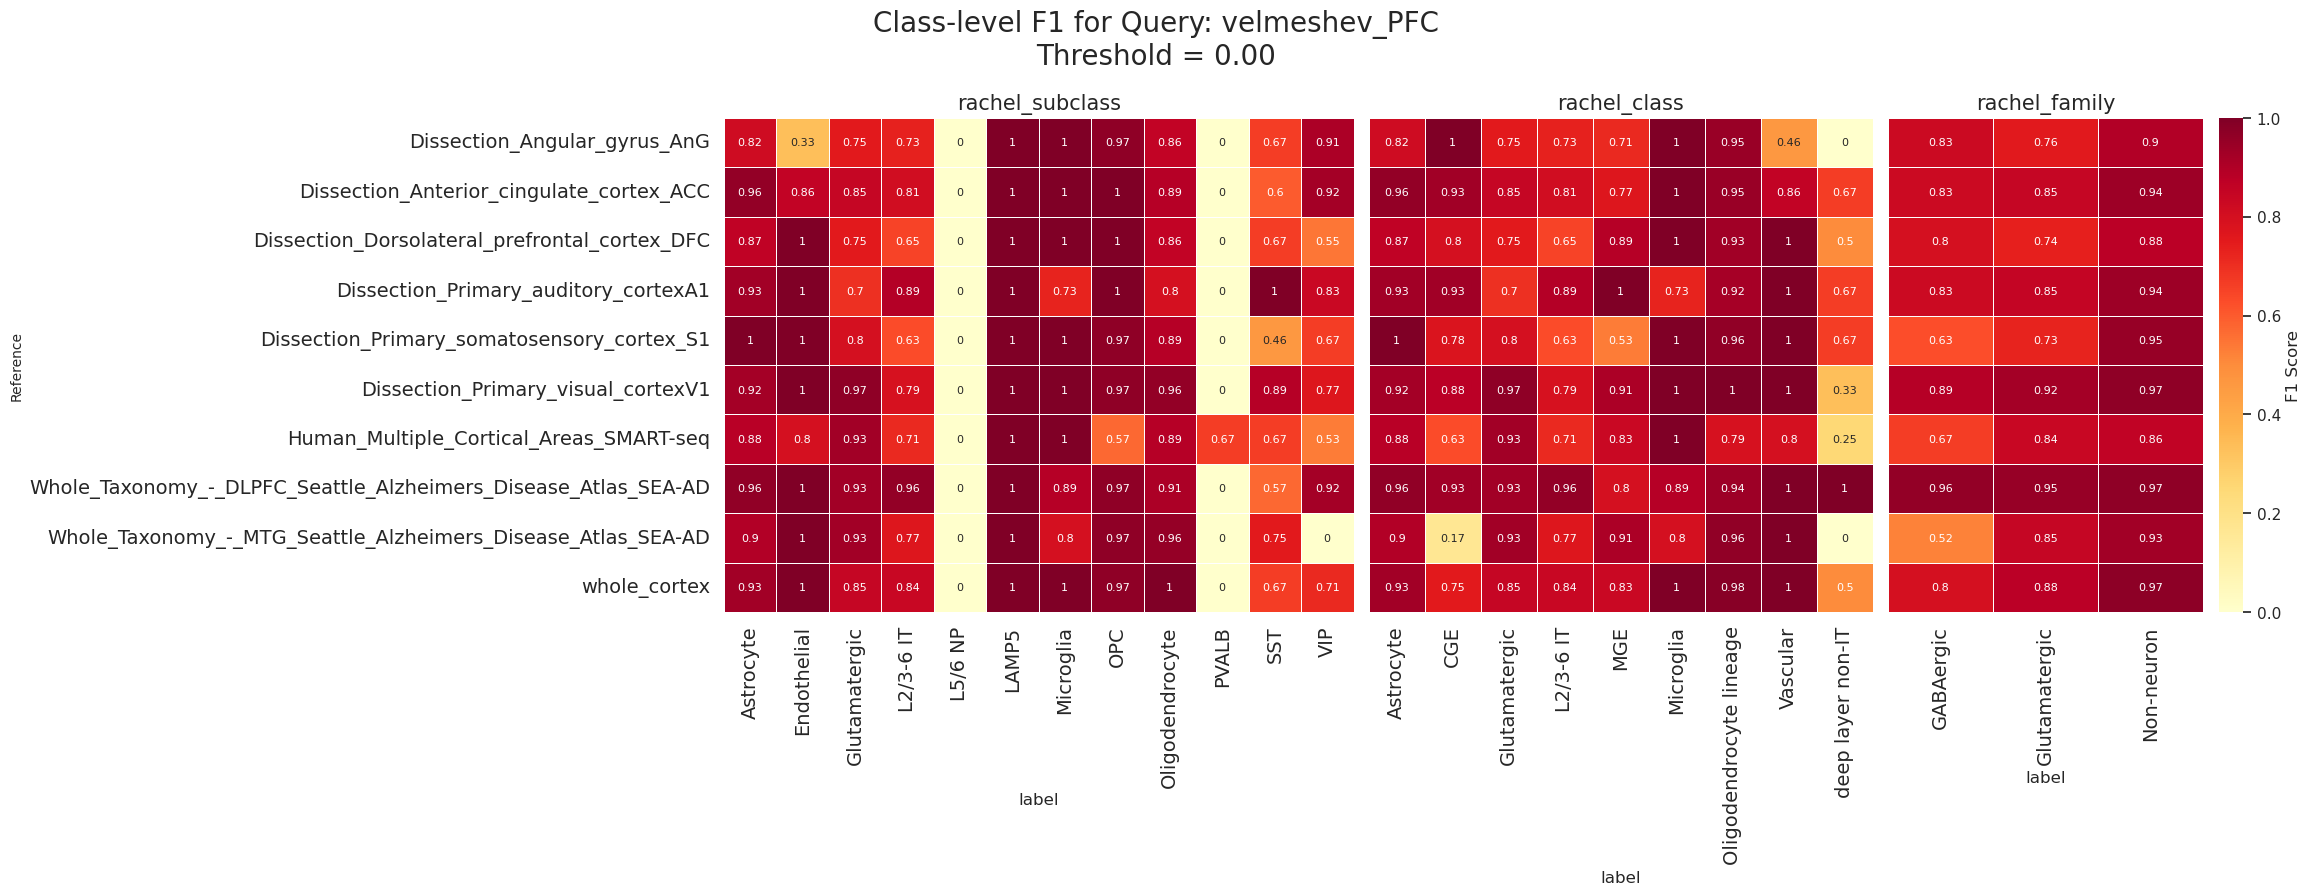 Class-level F1 for Query: velmeshev_PFC
Threshold = 0.00
rachel_subclass rachel_class rachel_family
Dissection_Angular_gyrus_AnG 0.82 0.33 0.75 0.73 0 1 1 0.97 0.86 0 0.67 0.91 0.82 1 0.75 0.73 0.71 1 0.95 0.46 0 0.83 0.76 0.9
Dissection_Anterior_cingulate_cortex_ACC 0.96 0.86 0.85 0.81 0 1 1 1 0.89 0 0.6 0.92 0.96 0.93 0.85 0.81 0.77 1 0.95 0.86 0.67 0.83 0.85 0.94
Dissection_Dorsolateral_prefrontal_cortex_DFC 0.87 1 0.75 0.65 0 1 1 1 0.86 0 0.67 0.55 0.87 0.8 0.75 0.65 0.89 1 0.93 1 0.5 0.8 0.74 0.88
Dissection_Primary_auditory_cortexA1 0.93 1 0.7 0.89 0 1 0.73 1 0.8 0 1 0.83 0.93 0.93 0.7 0.89 1 0.73 0.92 1 0.67 0.83 0.85 0.94
Dissection_Primary_somatosensory_cortex_S1 1 1 0.8 0.63 0 1 1 0.97 0.89 0 0.46 0.67 1 0.78 0.8 0.63 0.53 1 0.96 1 0.67 0.63 0.73 0.95
Dissection_Primary_visual_cortexV1 0.92 1 0.97 0.79 0 1 1 0.97 0.96 0 0.89 0.77 0.92 0.88 0.97 0.79 0.91 1 1 1 0.33 0.89 0.92 0.97
Human_Multiple_Cortical_Areas_SMART-seq 0.88 0.8 0.93 0.71 0 1 1 0.57 0.89 0.67 0.67 0.53 0.88 0.63 0.93 0.71 0.83 1 0.79 0.8 0.25 0.67 0.84 0.86
Whole_Taxonomy_-_DLPFC_Seattle_Alzheimers_Disease_Atlas_SEA-AD 0.96 1 0.93 0.96 0 1 0.89 0.97 0.91 0 0.57 0.92 0.96 0.93 0.93 0.96 0.8 0.89 0.94 1 1 0.96 0.95 0.97
Whole_Taxonomy_-_MTG_Seattle_Alzheimers_Disease_Atlas_SEA-AD 0.9 1 0.93 0.77 0 1 0.8 0.97 0.96 0 0.75 0 0.9 0.17 0.93 0.77 0.91 0.8 0.96 1 0 0.52 0.85 0.93
whole_cortex 0.93 1 0.85 0.84 0 1 1 0.97 1 0 0.67 0.71 0.93 0.75 0.85 0.84 0.83 1 0.98 1 0.5 0.8 0.88 0.97
Reference
Astrocyte
Endothelial
Glutamatergic
L2/3-6 IT
L5/6 NP
LAMP5
Microglia
OPC
Oligodendrocyte
PVALB
SST
VIP
label
Astrocyte
CGE
Glutamatergic
L2/3-6 IT
MGE
Microglia
Oligodendrocyte lineage
Vascular
deep layer non-IT
label
GABAergic
Glutamatergic
Non-neuron
label
1.0
0.8
0.6
0.4
0.2
0.0
F1 Score